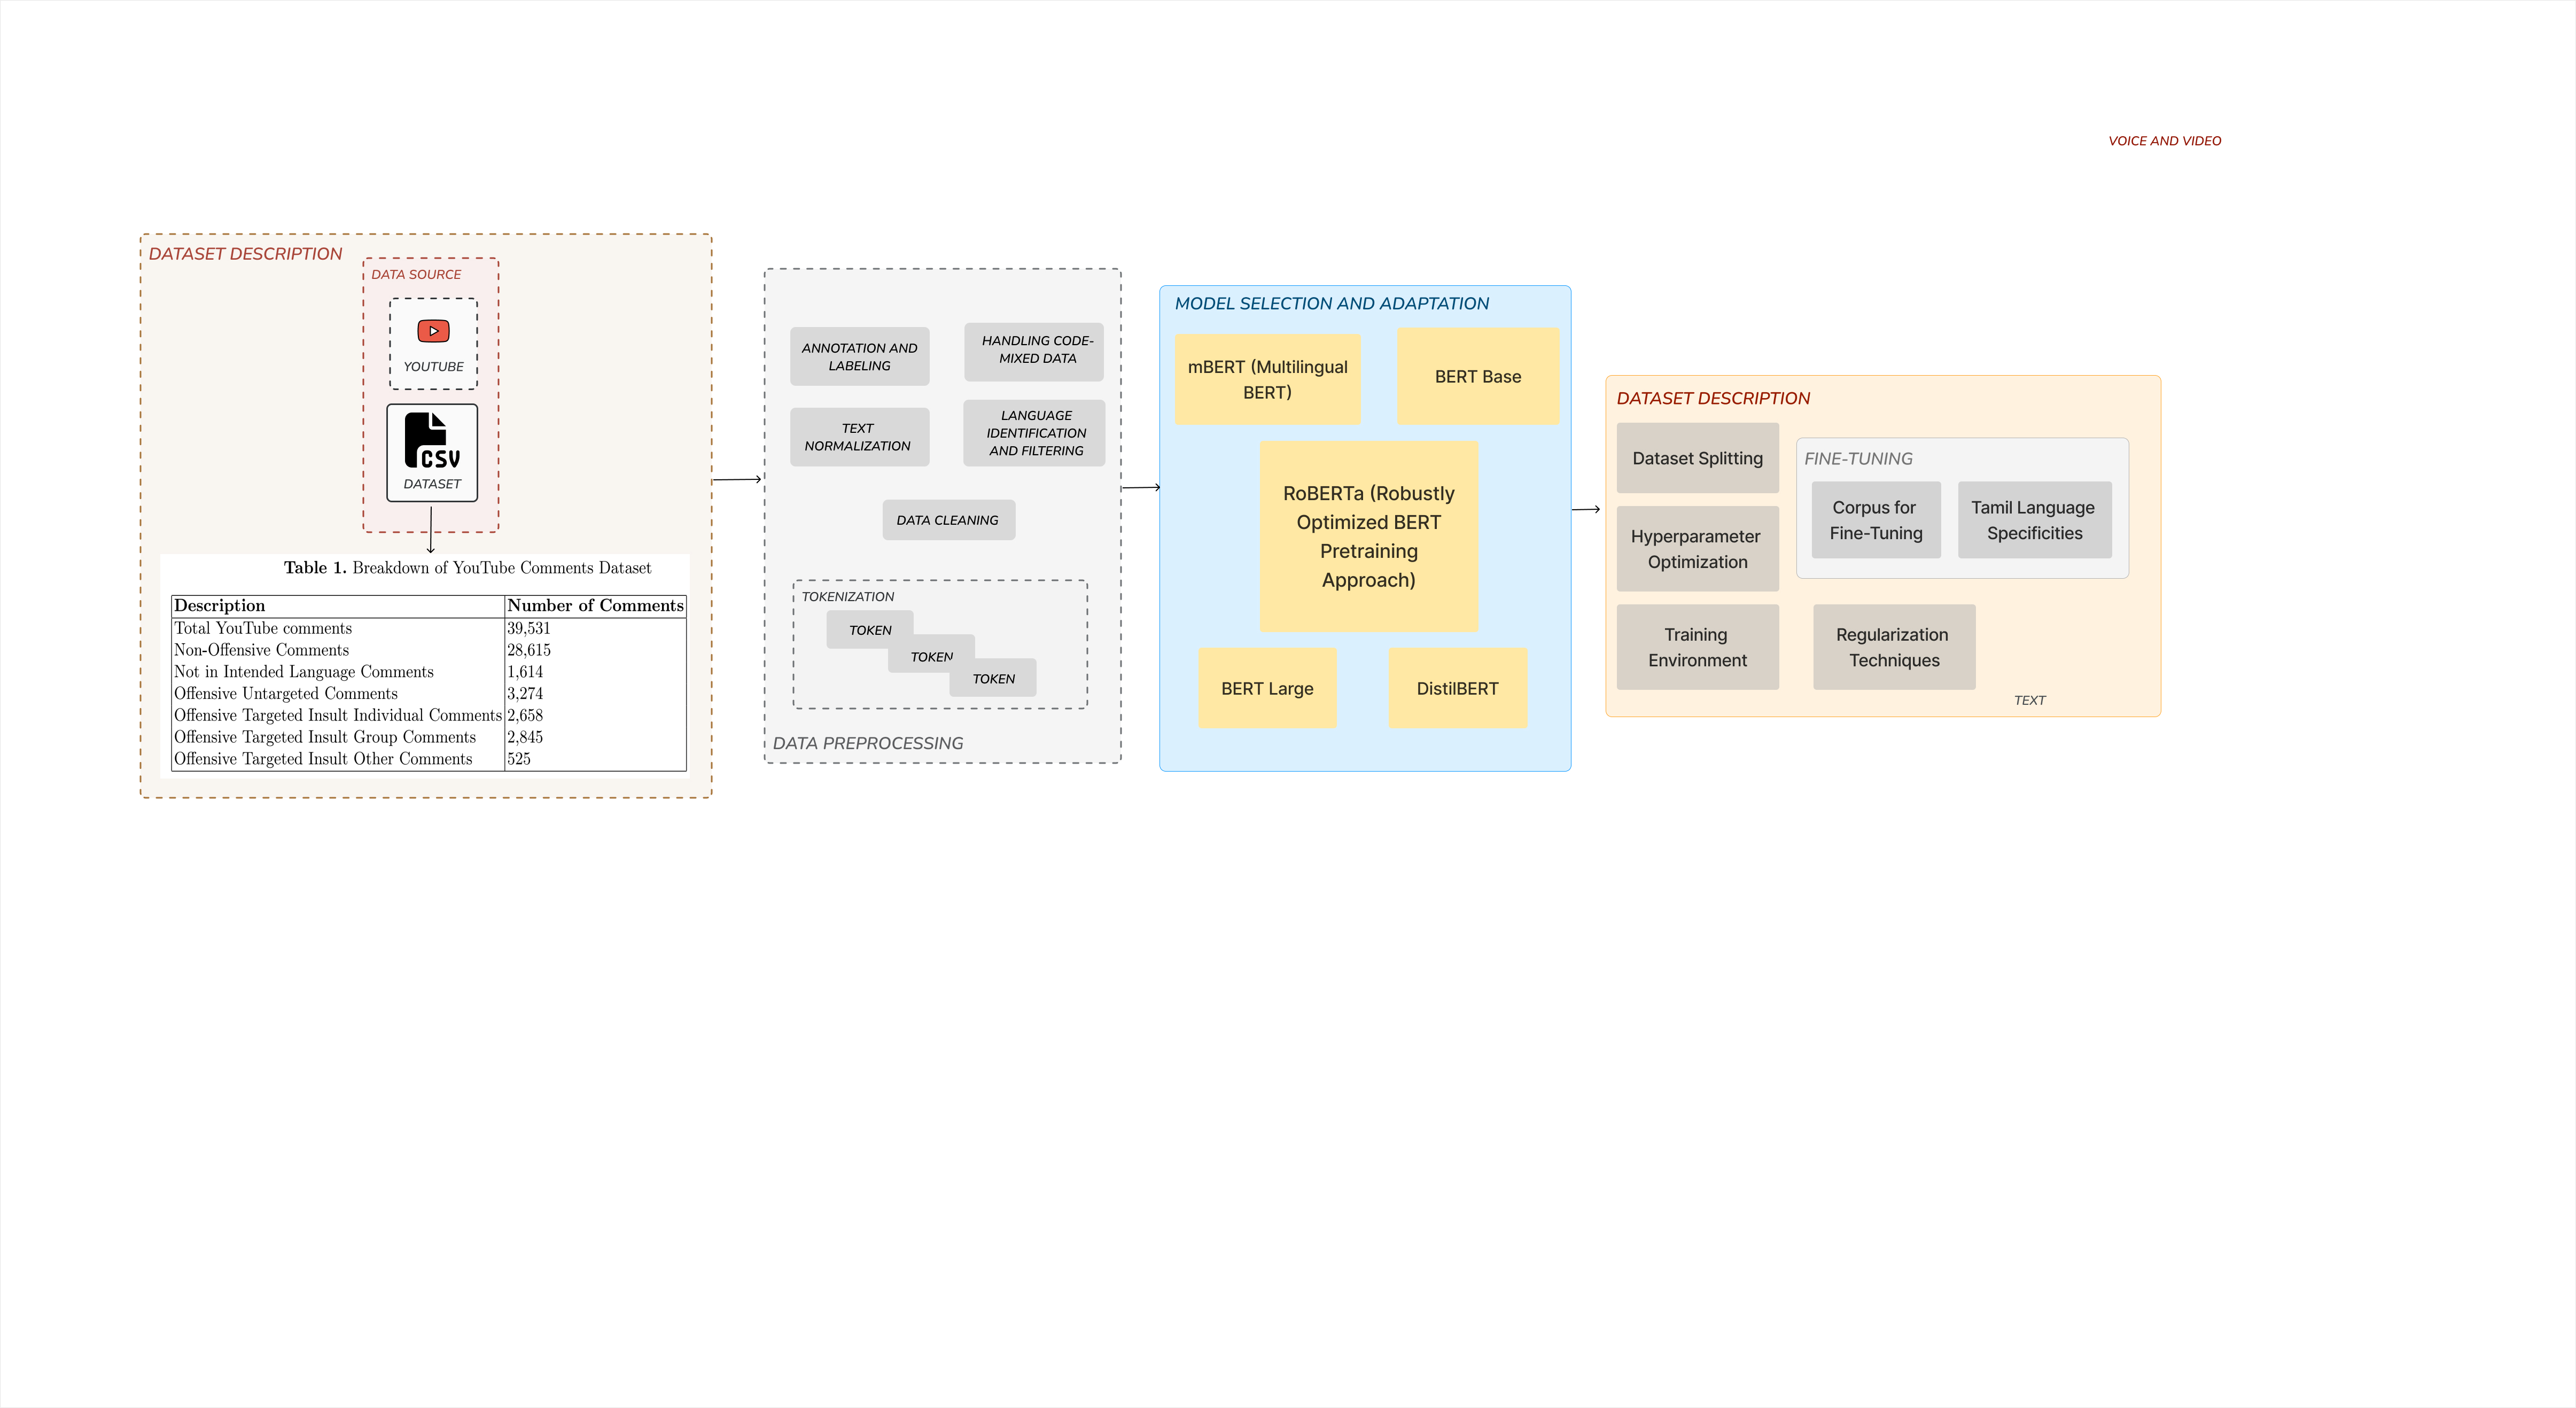 VOICE AND VIDEO
DATASET DESCRIPTION
DATA SOURCE
YOUTUBE
CSV
DATASET
Table 1. Breakdown of YouTube Comments Dataset
Description Number of Comments
Total YouTube comments 39,531
Non-Offensive Comments 28,615
Not in Intended Language Comments 1,614
Offensive Untargeted Comments 3,274
Offensive Targeted Insult Individual Comments 2,658
Offensive Targeted Insult Group Comments 2,845
Offensive Targeted Insult Other Comments 525
ANNOTATION AND
LABELING
HANDLING CODE-
MIXED DATA
TEXT
NORMALIZATION
LANGUAGE
IDENTIFICATION
AND FILTERING
DATA CLEANING
TOKENIZATION
TOKEN
TOKEN
TOKEN
DATA PREPROCESSING
MODEL SELECTION AND ADAPTATION
mBERT (Multilingual
BERT)
BERT Base
RoBERTa (Robustly
Optimized BERT
Pretraining
Approach)
BERT Large
DistilBERT
DATASET DESCRIPTION
Dataset Splitting
FINE-TUNING
Corpus for
Fine-Tuning
Tamil Language
Specificities
Hyperparameter
Optimization
Training
Environment
Regularization
Techniques
TEXT